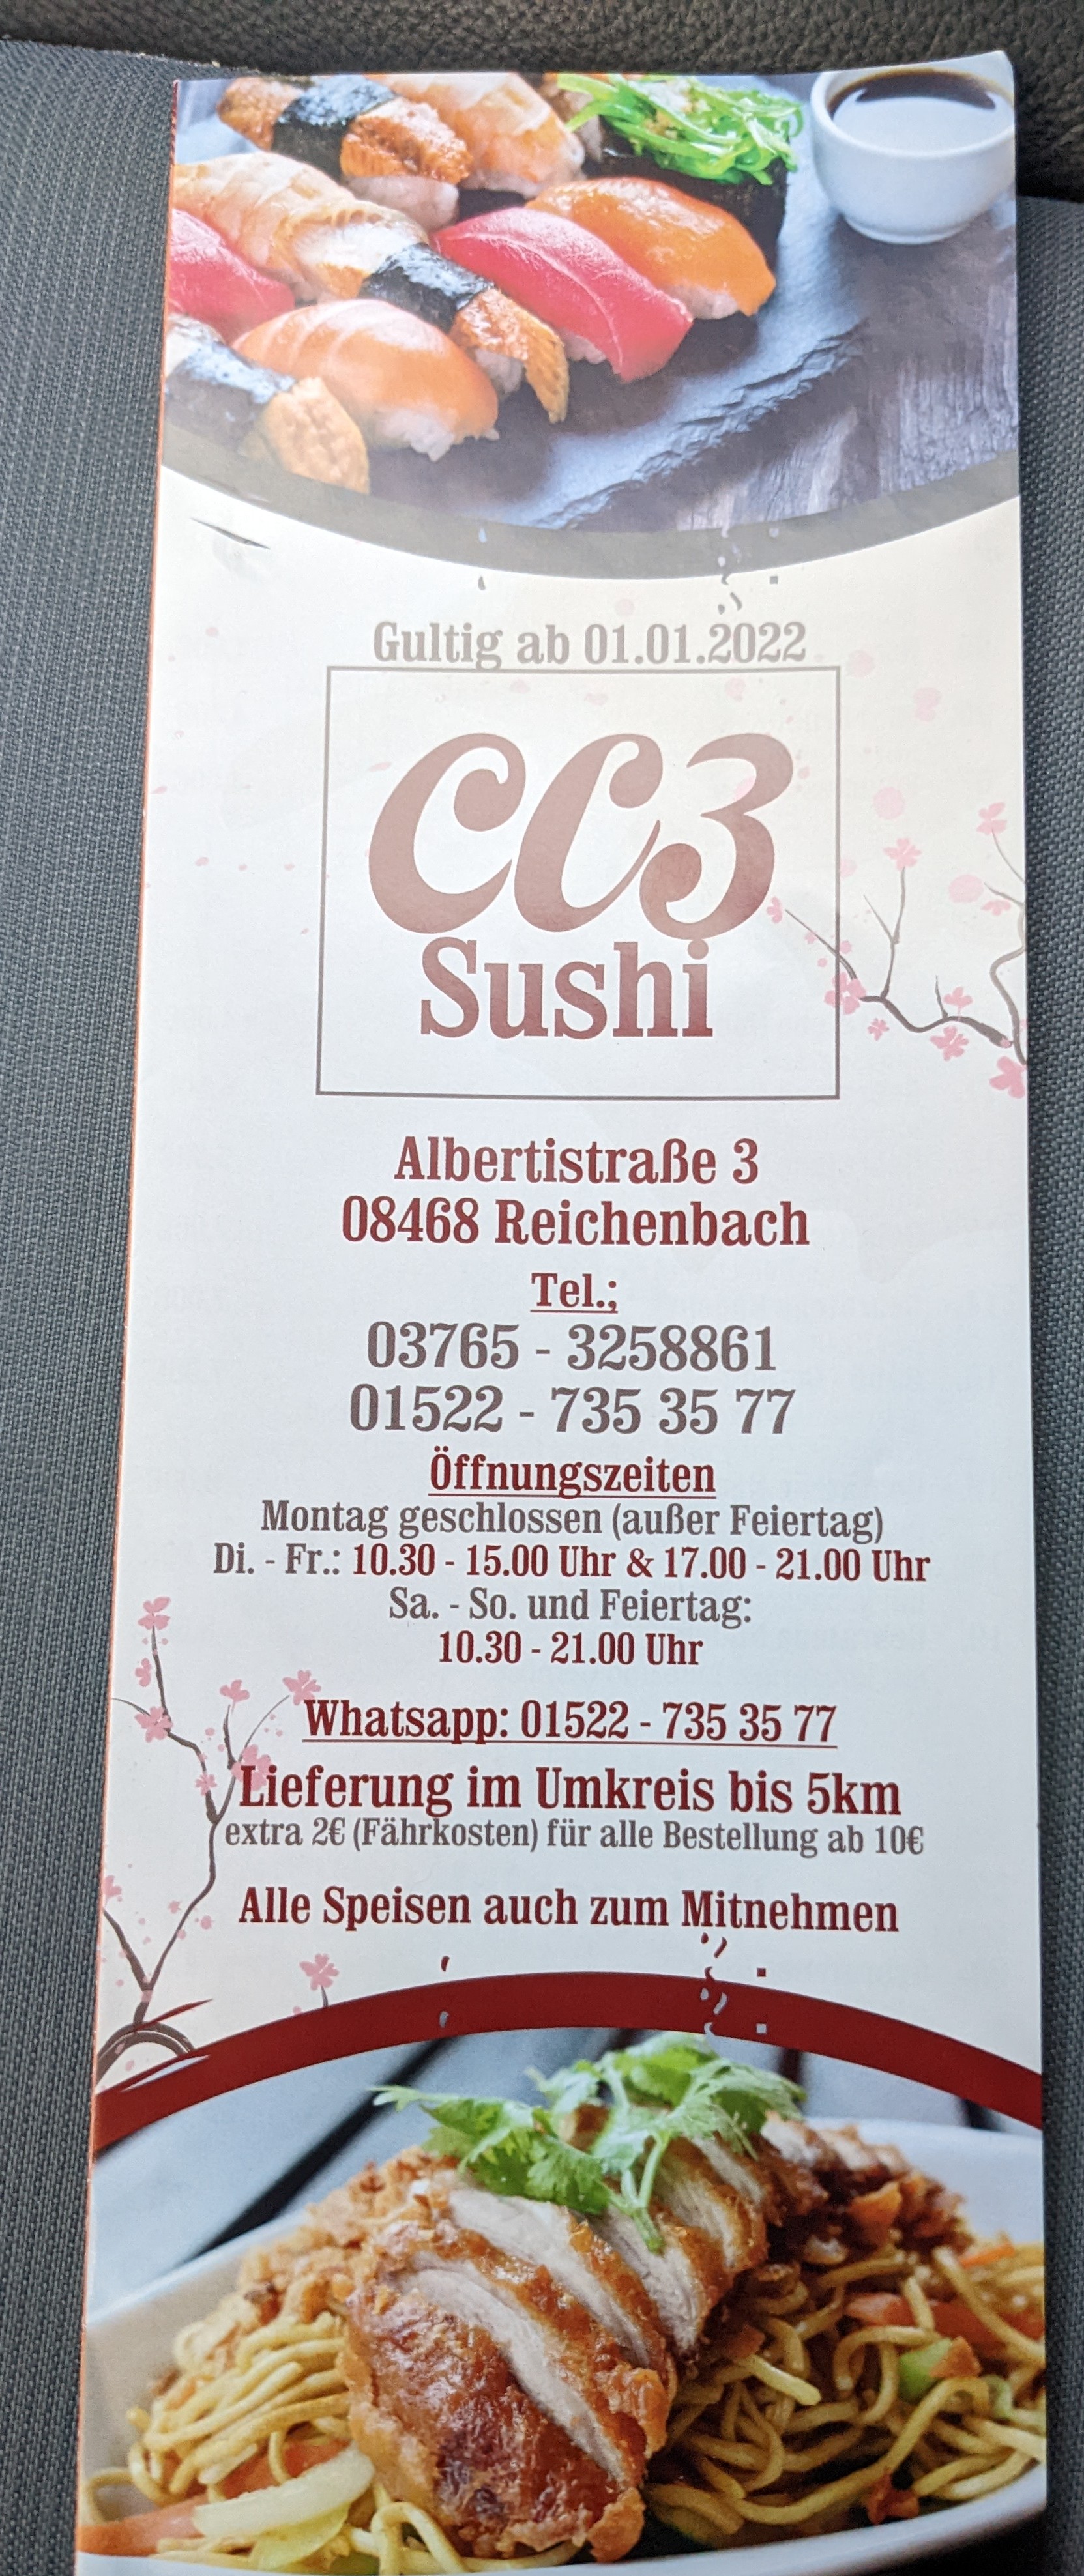 Gultig ab 01.01.2022
CC3
Sushi
Albertistraße 3
08468 Reichenbach
Tel.;
03765 - 3258861
01522 - 735 35 77
Öffnungszeiten
Montag geschlossen (außer Feiertag)
Di. - Fr.: 10.30 - 15.00 Uhr & 17.00 - 21.00 Uhr
Sa. - So. und Feiertag:
10.30 - 21.00 Uhr
Whatsapp: 01522 - 735 35 77
Lieferung im Umkreis bis 5km
extra 2€ (Fährkosten) für alle Bestellung ab 10€
Alle Speisen auch zum Mitnehmen